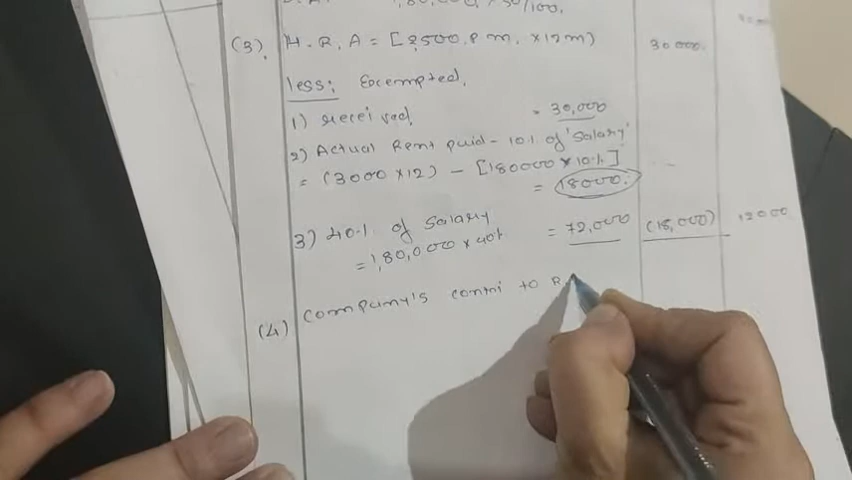 (3). H. R. A = [2500. P m. × 12 m) 30000.
less: Excempted.
1) Received. = 30,000
2) Actual Rent paid - 10% of 'Salary'
= (3000 × 12) - [180000 × 10%]
= 18000.
3) 40% of Salary
= 1,80,000 × 40% = 72,000 (18,000) 12000
(4) Company's contri to R